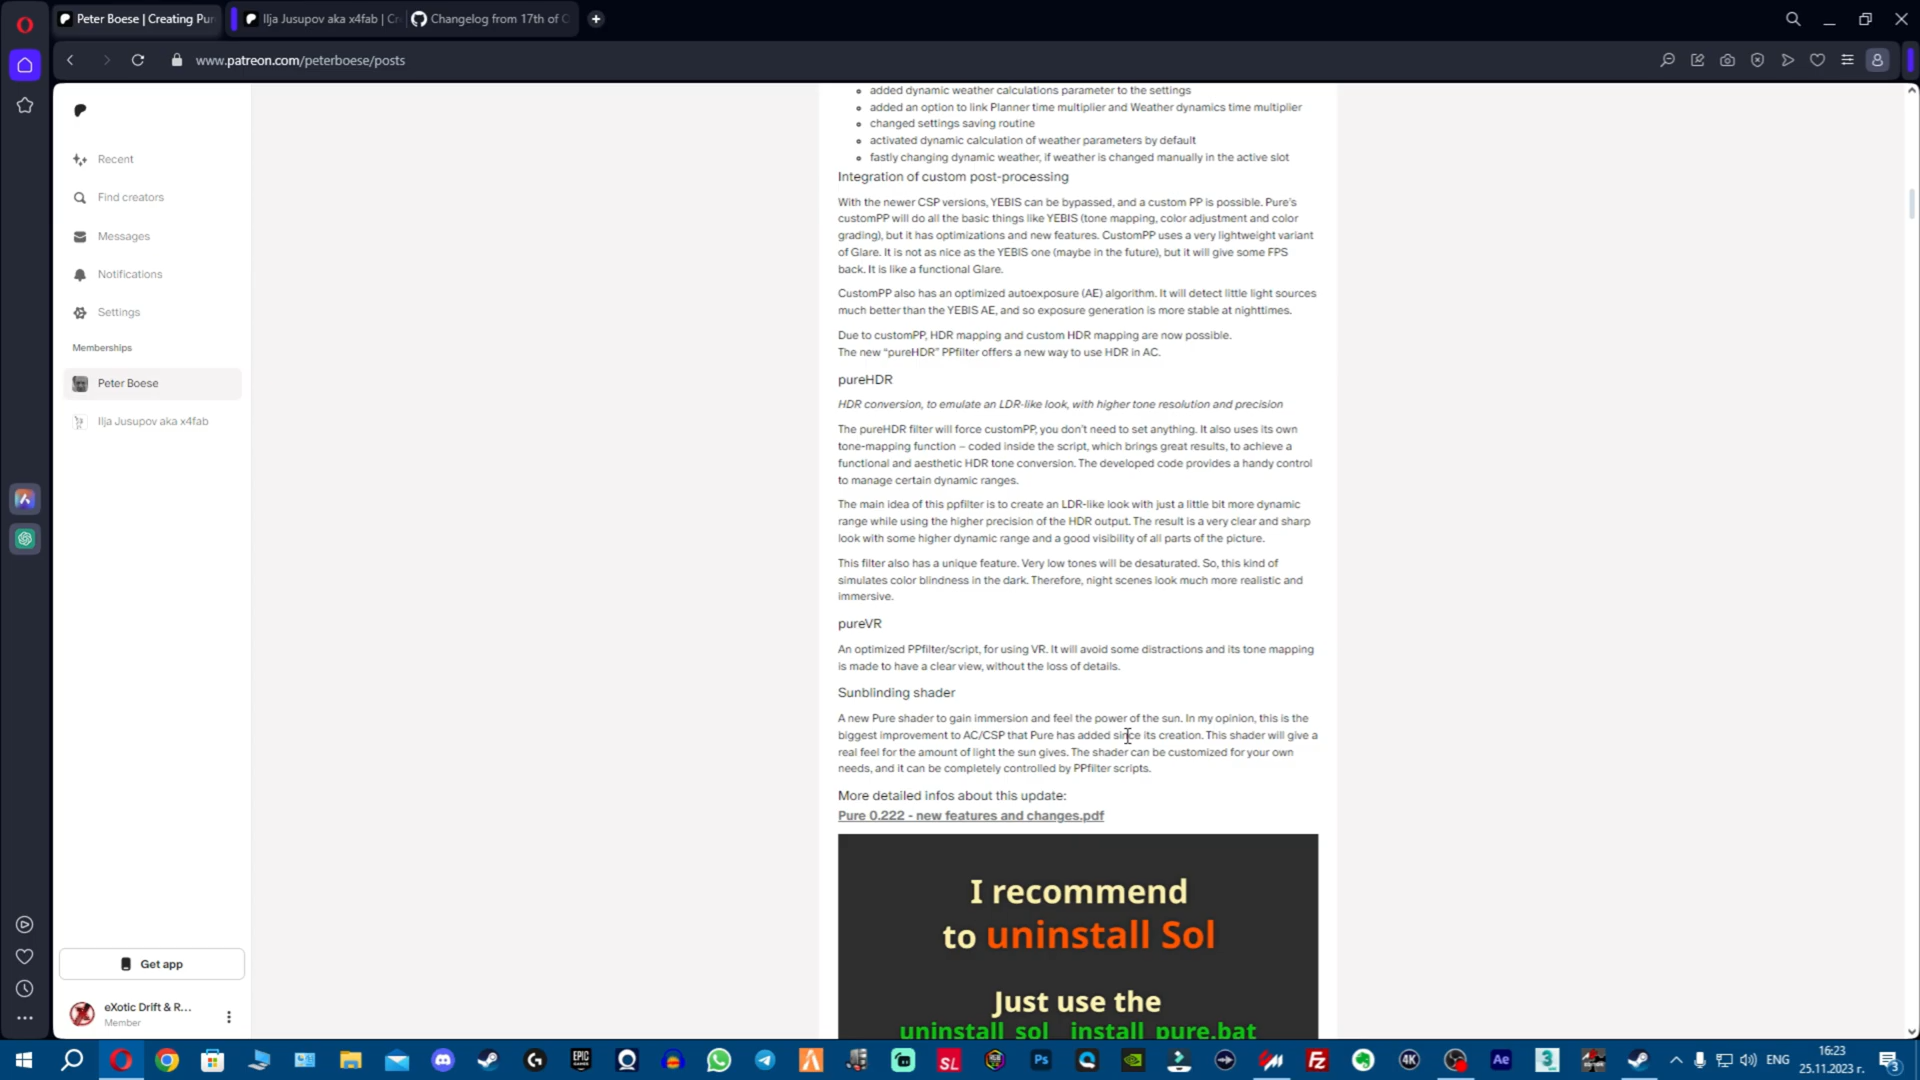 Peter Boese | Creating Pur
Ilja Jusupov aka x4fab | Cr
Changelog from 17th of O
www.patreon.com/peterboese/posts
Recent
Find creators
Messages
Notifications
Settings
Memberships
Peter Boese
Ilja Jusupov aka x4fab
Get app
eXotic Drift & R...
Member
added dynamic weather calculations parameter to the settings
added an option to link Planner time multiplier and Weather dynamics time multiplier
changed settings saving routine
activated dynamic calculation of weather parameters by default
fastly changing dynamic weather, if weather is changed manually in the active slot
Integration of custom post-processing
With the newer CSP versions, YEBIS can be bypassed, and a custom PP is possible. Pure's
customPP will do all the basic things like YEBIS (tone mapping, color adjustment and color
grading), but it has optimizations and new features. CustomPP uses a very lightweight variant
of Glare. It is not as nice as the YEBIS one (maybe in the future), but it will give some FPS
back. It is like a functional Glare.
CustomPP also has an optimized autoexposure (AE) algorithm. It will detect little light sources
much better than the YEBIS AE, and so exposure generation is more stable at nighttimes.
Due to customPP, HDR mapping and custom HDR mapping are now possible.
The new “pureHDR” PPfilter offers a new way to use HDR in AC.
pureHDR
HDR conversion, to emulate an LDR-like look, with higher tone resolution and precision
The pureHDR filter will force customPP, you don't need to set anything. It also uses its own
tone-mapping function – coded inside the script, which brings great results, to achieve a
functional and aesthetic HDR tone conversion. The developed code provides a handy control
to manage certain dynamic ranges.
The main idea of this ppfilter is to create an LDR-like look with just a little bit more dynamic
range while using the higher precision of the HDR output. The result is a very clear and sharp
look with some higher dynamic range and a good visibility of all parts of the picture.
This filter also has a unique feature. Very low tones will be desaturated. So, this kind of
simulates color blindness in the dark. Therefore, night scenes look much more realistic and
immersive.
pureVR
An optimized PPfilter/script, for using VR. It will avoid some distractions and its tone mapping
is made to have a clear view, without the loss of details.
Sunblinding shader
A new Pure shader to gain immersion and feel the power of the sun. In my opinion, this is the
biggest improvement to AC/CSP that Pure has added since its creation. This shader will give a
real feel for the amount of light the sun gives. The shader can be customized for your own
needs, and it can be completely controlled by PPfilter scripts.
More detailed infos about this update:
Pure 0.222 - new features and changes.pdf
I recommend
to uninstall Sol
Just use the
uninstall_sol__install_pure.bat
EPIC
SL
Ps
Fz
4K
Ae
3
ENG
16:23
25.11.2023 г.
3